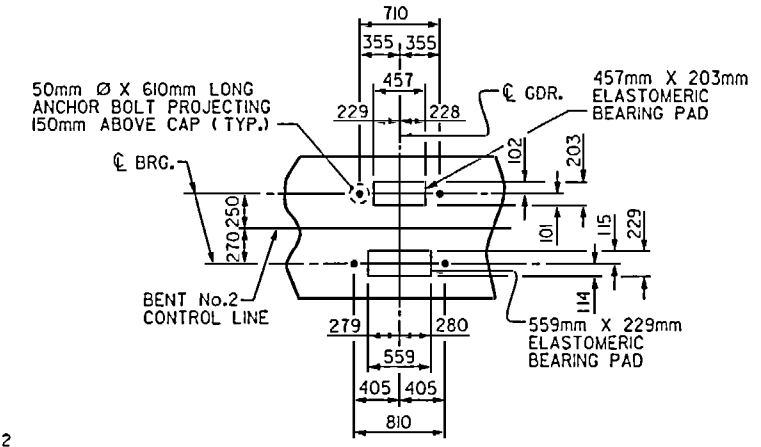 710
355 355
457
229 228
50mm Ø X 610mm LONG
ANCHOR BOLT PROJECTING
150mm ABOVE CAP (TYP.)
℄ GDR.
457mm X 203mm
ELASTOMERIC
BEARING PAD
℄ BRG.
102
203
250
101
270
115
229
114
BENT No.2
CONTROL LINE
279 280
559
405 405
810
559mm X 229mm
ELASTOMERIC
BEARING PAD
2